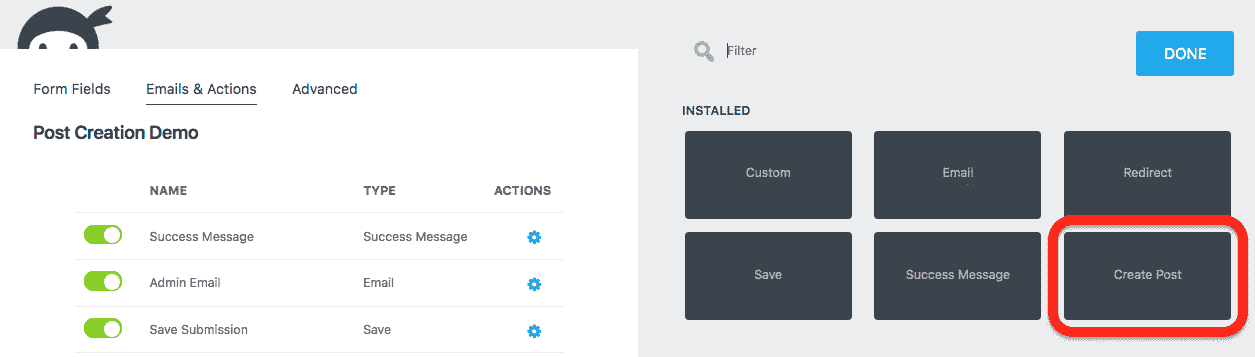 Form Fields Emails & Actions Advanced
Post Creation Demo
NAME TYPE ACTIONS
Success Message Success Message
Admin Email Email
Save Submission Save
Filter
DONE
INSTALLED
Custom Email Redirect
Save Success Message Create Post